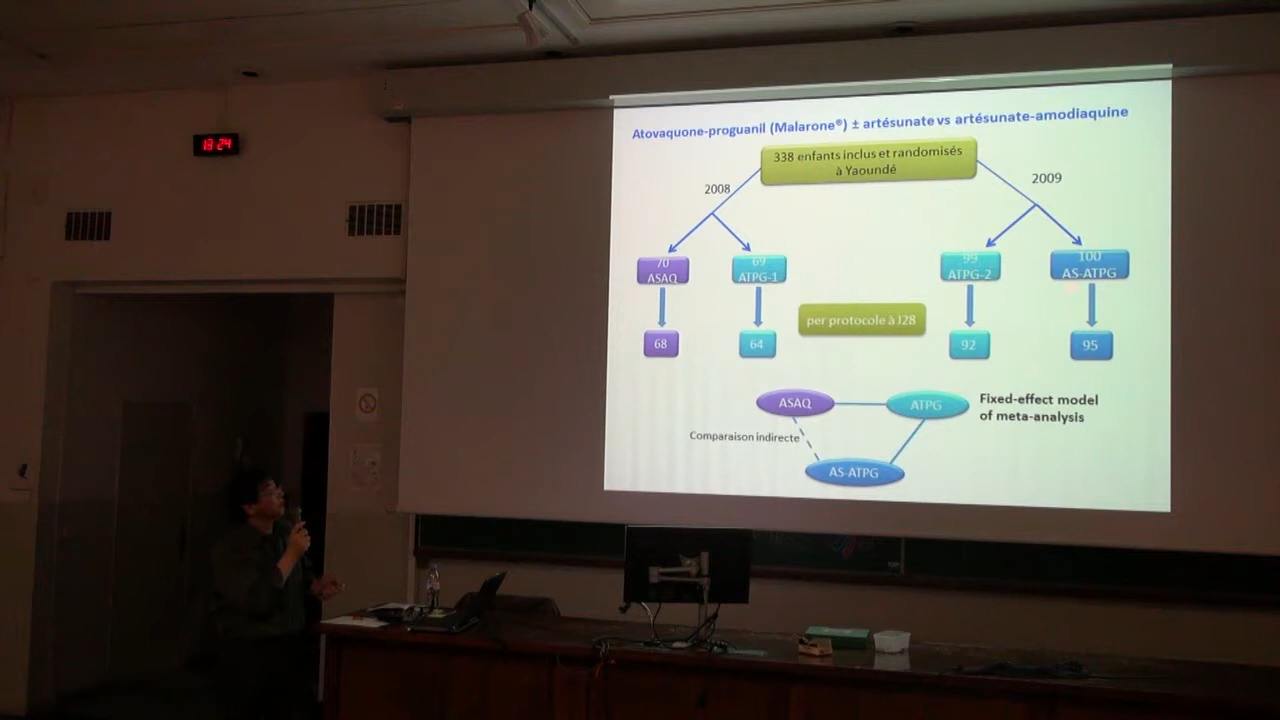 Atovaquone-proguanil (Malarone®) ± artésunate vs artésunate-amodiaquine
338 enfants inclus et randomisés
à Yaoundé
2008
2009
70
ASAQ
69
ATPG-1
99
ATPG-2
100
AS-ATPG
per protocole à J28
68
64
92
95
ASAQ
ATPG
Fixed-effect model
of meta-analysis
Comparaison indirecte
AS-ATPG